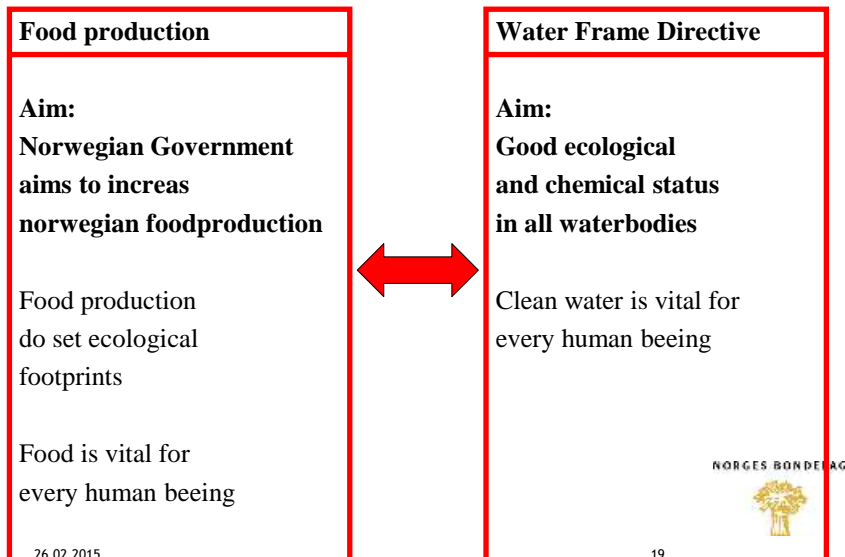 Food production
Aim:
Norwegian Government
aims to increas
norwegian foodproduction
Food production
do set ecological
footprints
Food is vital for
every human beeing
Water Frame Directive
Aim:
Good ecological
and chemical status
in all waterbodies
Clean water is vital for
every human beeing
NORGES BONDELAG
26.02.2015
19